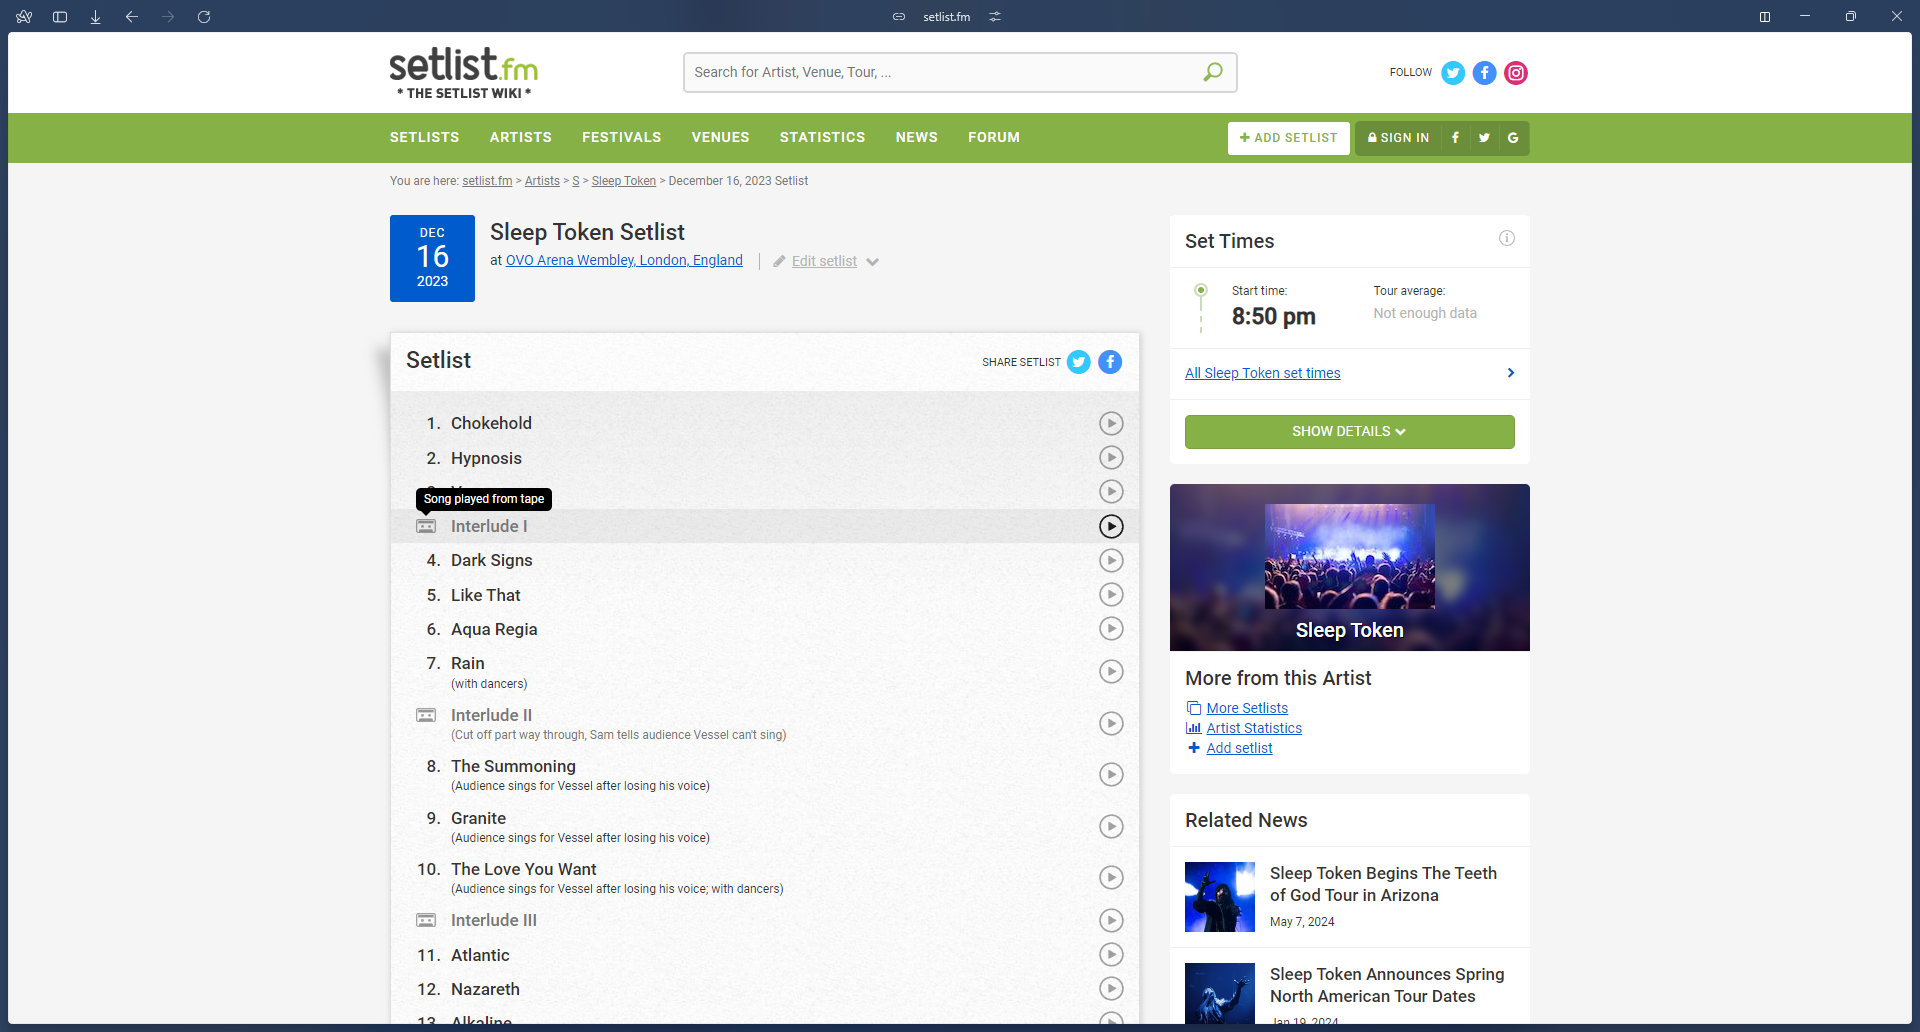 setlist.fm
setlist.fm
* THE SETLIST WIKI *
Search for Artist, Venue, Tour, ...
FOLLOW
SETLISTS ARTISTS FESTIVALS VENUES STATISTICS NEWS FORUM
+ ADD SETLIST
SIGN IN
You are here: setlist.fm > Artists > S > Sleep Token > December 16, 2023 Setlist
DEC
16
2023
Sleep Token Setlist
at OVO Arena Wembley, London, England
Edit setlist
Setlist
SHARE SETLIST
1. Chokehold
2. Hypnosis
Song played from tape
Interlude I
4. Dark Signs
5. Like That
6. Aqua Regia
7. Rain
(with dancers)
Interlude II
(Cut off part way through, Sam tells audience Vessel can't sing)
8. The Summoning
(Audience sings for Vessel after losing his voice)
9. Granite
(Audience sings for Vessel after losing his voice)
10. The Love You Want
(Audience sings for Vessel after losing his voice; with dancers)
Interlude III
11. Atlantic
12. Nazareth
13. Alkaline
Set Times
Start time:
8:50 pm
Tour average:
Not enough data
All Sleep Token set times
SHOW DETAILS
Sleep Token
More from this Artist
More Setlists
Artist Statistics
Add setlist
Related News
Sleep Token Begins The Teeth
of God Tour in Arizona
May 7, 2024
Sleep Token Announces Spring
North American Tour Dates
Jan 19, 2024